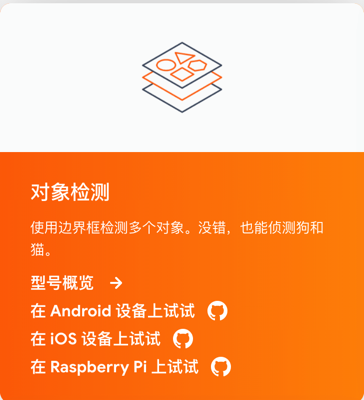 对象检测
使用边界框检测多个对象。没错，也能侦测狗和
猫。
型号概览
在 Android 设备上试试
在 iOS 设备上试试
在 Raspberry Pi 上试试